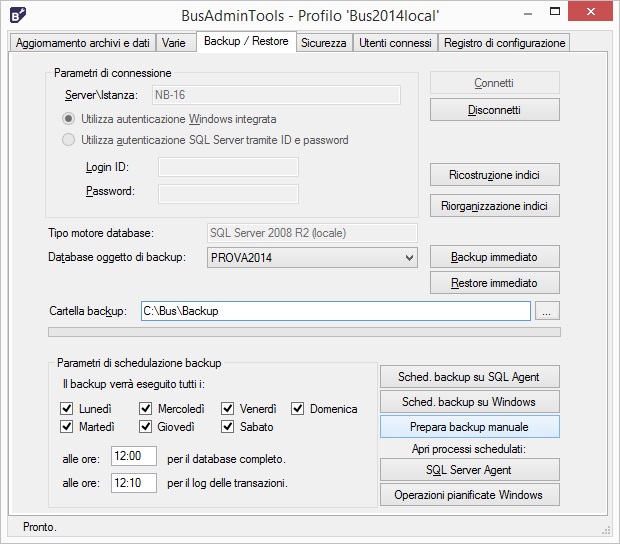 BusAdminTools - Profilo 'Bus2014local'
Aggiornamento archivi e dati Varie Backup / Restore Sicurezza Utenti connessi Registro di configurazione
Parametri di connessione
Server\Istanza: NB-16
Utilizza autenticazione Windows integrata
Utilizza autenticazione SQL Server tramite ID e password
Login ID:
Password:
Connetti
Disconnetti
Ricostruzione indici
Riorganizzazione indici
Tipo motore database: SQL Server 2008 R2 (locale)
Database oggetto di backup: PROVA2014
Backup immediato
Restore immediato
Cartella backup: C:\Bus\Backup ...
Parametri di schedulazione backup
Il backup verrà eseguito tutti i:
Lunedì Mercoledì Venerdì Domenica
Martedì Giovedì Sabato
alle ore: 12:00 per il database completo.
alle ore: 12:10 per il log delle transazioni.
Sched. backup su SQL Agent
Sched. backup su Windows
Prepara backup manuale
Apri processi schedulati:
SQL Server Agent
Operazioni pianificate Windows
Pronto.